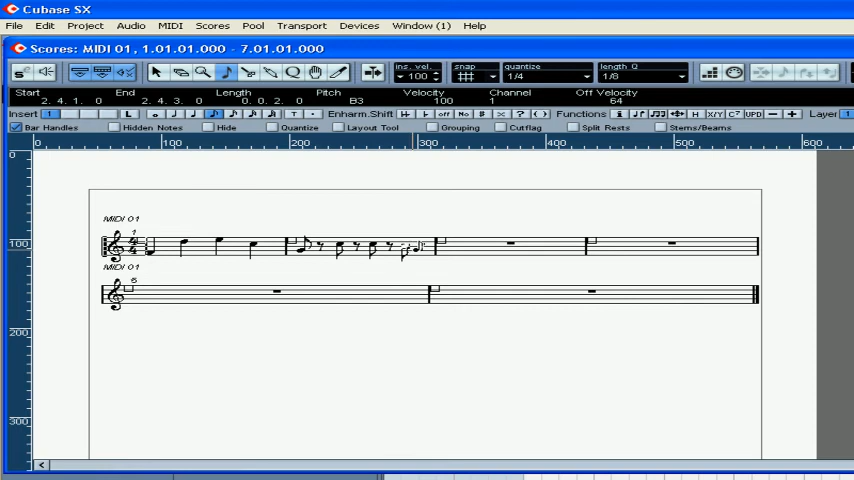 Cubase SX
File Edit Project Audio MIDI Scores Pool Transport Devices Window (1) Help
Scores: MIDI 01, 1.01.01.000 - 7.01.01.000
ins. vel. snap quantize length Q
100 1/4 1/8
Start End Length Pitch Velocity Channel Off Velocity
2. 4. 1. 0 2. 4. 3. 0 0. 0. 2. 0 B3 100 1 64
Insert 1 L T Enharm.Shift off No # x ? ( ) Functions i H X/Y C7 UPD Layer 1
Bar Handles Hidden Notes Hide Quantize Layout Tool Grouping Cutflag Split Rests Stems/Beams
0 100 200 300 400 500 600
0
MIDI 01
1
100
MIDI 01
200
300